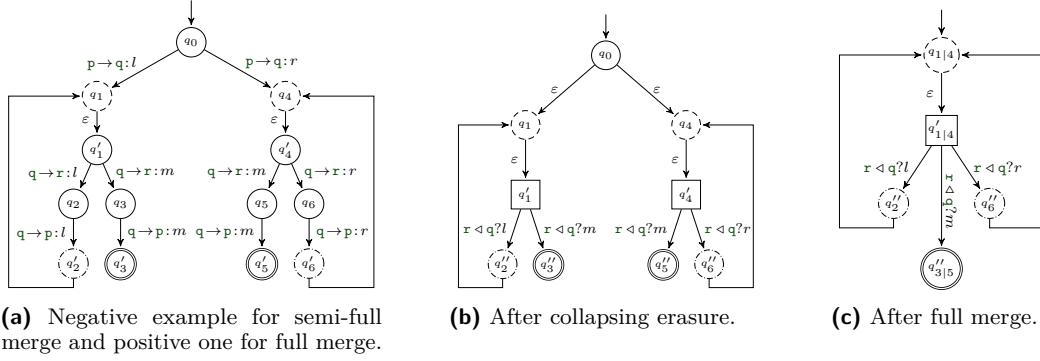 q₀
p→q:l
p→q:r
q₁
q₄
ε
ε
q′₁
q′₄
q→r:l
q→r:m
q→r:m
q→r:r
q₂
q₃
q₅
q₆
q→p:l
q→p:m
q→p:m
q→p:r
q′₂
q′₃
q′₅
q′₆
(a) Negative example for semi-full
merge and positive one for full merge.
q₀
ε
ε
q₁
q₄
ε
ε
q′₁
q′₄
r◁q?l
r◁q?m
r◁q?m
r◁q?r
q″₂
q″₃
q″₅
q″₆
(b) After collapsing erasure.
q₁|₄
ε
q′₁|₄
r◁q?l
r◁q?m
r◁q?r
q″₂
q″₆
q″₃|₅
(c) After full merge.